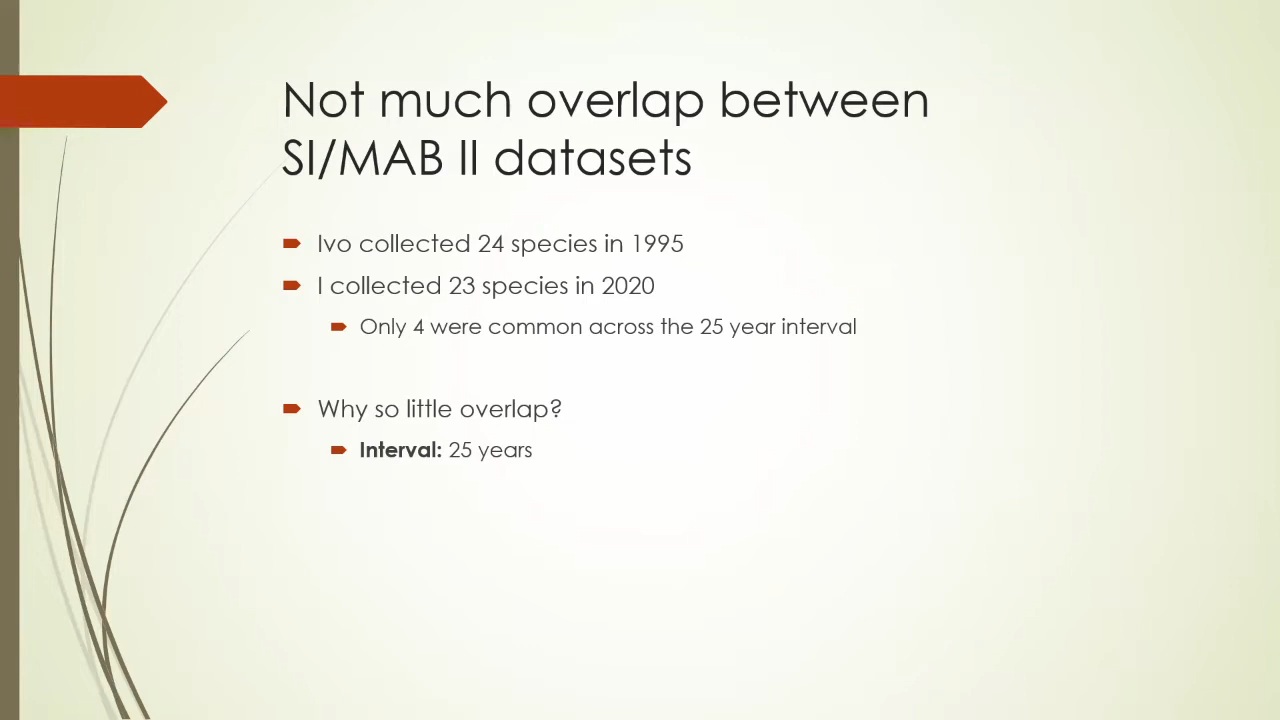 Not much overlap between
SI/MAB II datasets
Ivo collected 24 species in 1995
I collected 23 species in 2020
Only 4 were common across the 25 year interval
Why so little overlap?
Interval: 25 years